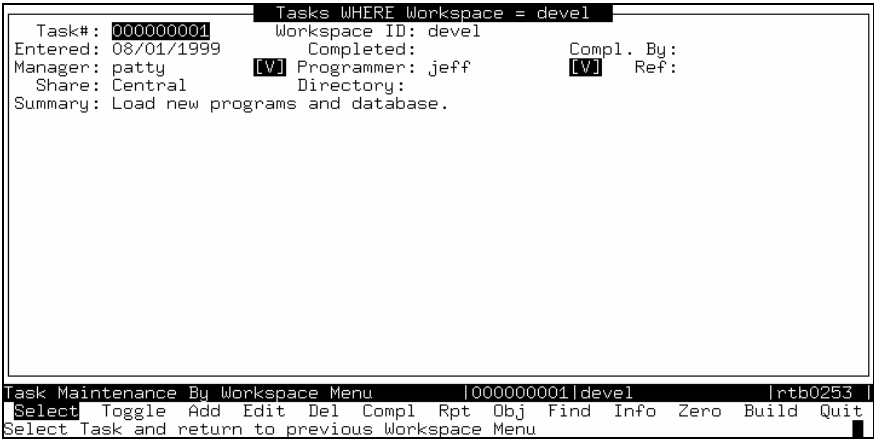 Tasks WHERE Workspace = devel
Task#: 000000001 Workspace ID: devel
Entered: 08/01/1999 Completed: Compl. By:
Manager: patty [V] Programmer: jeff [V] Ref:
Share: Central Directory:
Summary: Load new programs and database.
Task Maintenance By Workspace Menu |000000001|devel |rtb0253 |
Select Toggle Add Edit Del Compl Rpt Obj Find Info Zero Build Quit
Select Task and return to previous Workspace Menu